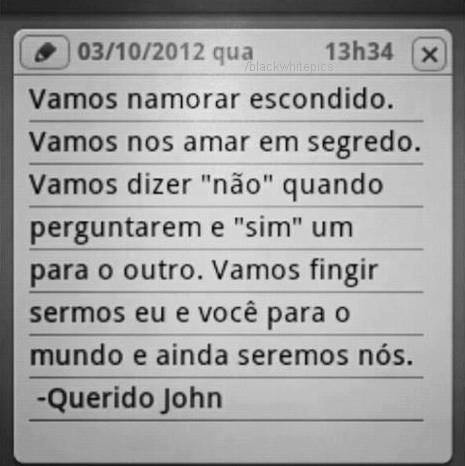 03/10/2012 qua 13h34
/blackwhitepics
Vamos namorar escondido.
Vamos nos amar em segredo.
Vamos dizer "não" quando
perguntarem e "sim" um
para o outro. Vamos fingir
sermos eu e você para o
mundo e ainda seremos nós.
-Querido John